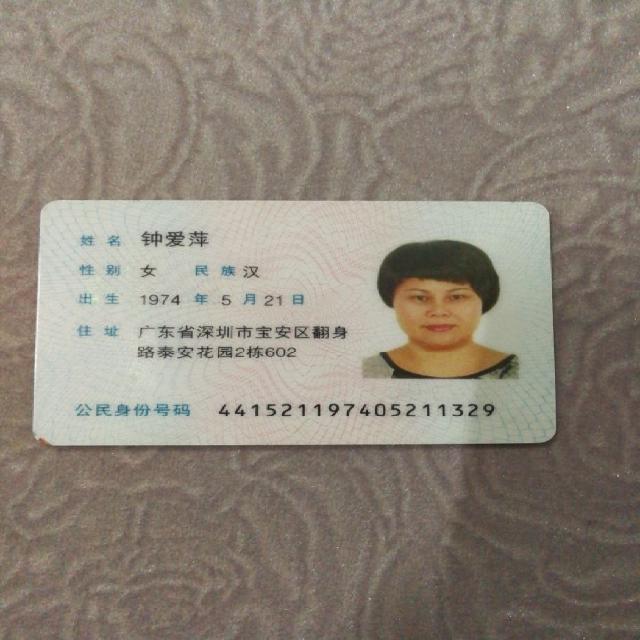 姓名 钟爱萍
性别 女 民族 汉
出生 1974 年 5 月 21 日
住址 广东省深圳市宝安区翻身
路泰安花园2栋602
公民身份号码 441521197405211329